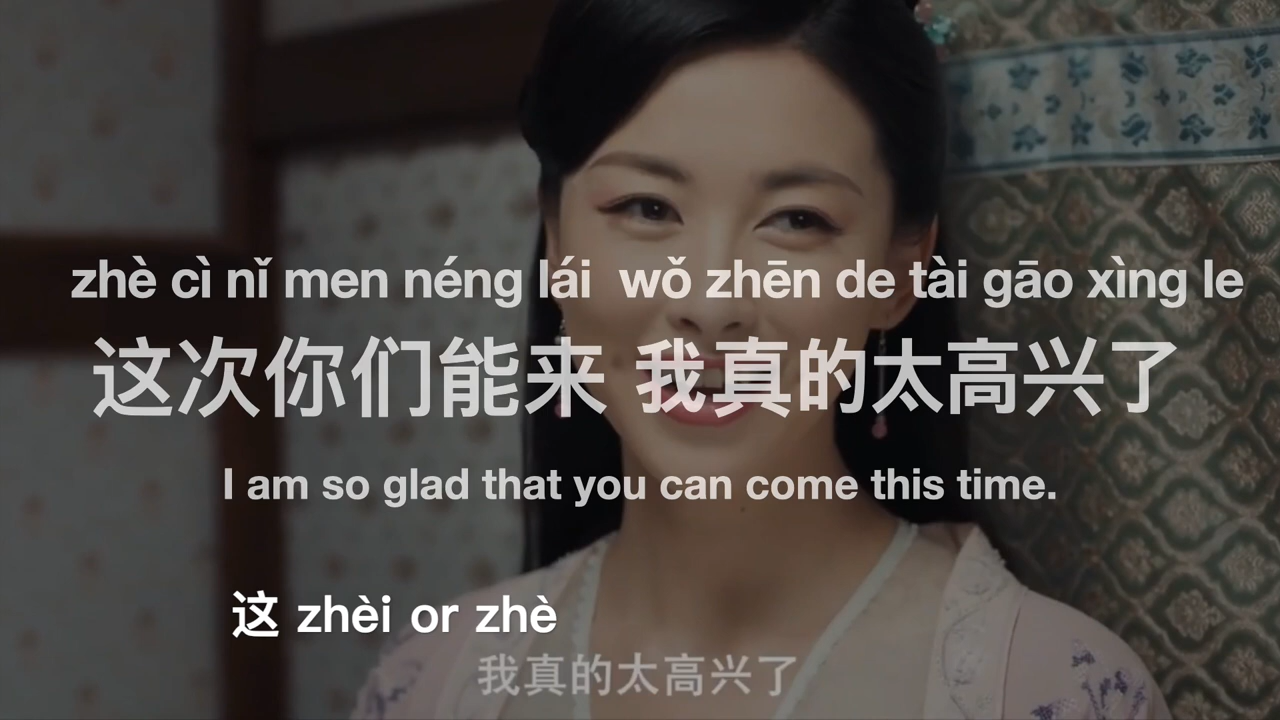 zhè cì nǐ men néng lái wǒ zhēn de tài gāo xìng le
这次你们能来 我真的太高兴了
I am so glad that you can come this time.
这 zhèi or zhè
我真的太高兴了